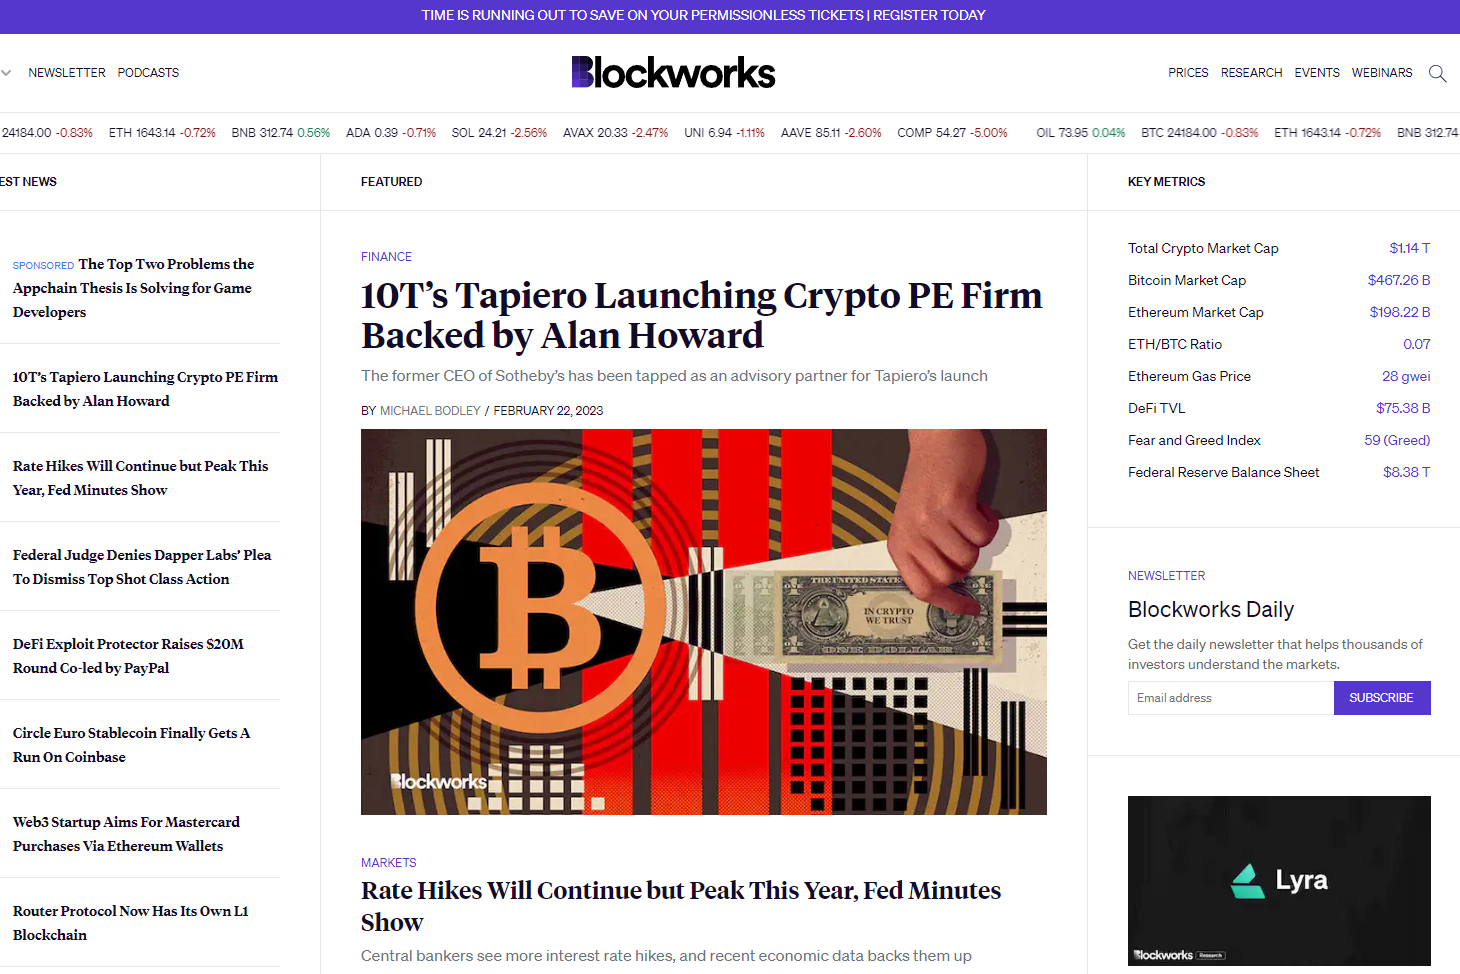 TIME IS RUNNING OUT TO SAVE ON YOUR PERMISSIONLESS TICKETS | REGISTER TODAY
NEWSLETTER PODCASTS
Blockworks
PRICES RESEARCH EVENTS WEBINARS
24184.00 -0.83% ETH 1643.14 -0.72% BNB 312.74 0.56% ADA 0.39 -0.71% SOL 24.21 -2.56% AVAX 20.33 -2.47% UNI 6.94 -1.11% AAVE 85.11 -2.60% COMP 54.27 -5.00% OIL 73.95 0.04% BTC 24184.00 -0.83% ETH 1643.14 -0.72% BNB 312.74
EST NEWS
SPONSORED The Top Two Problems the
Appchain Thesis Is Solving for Game
Developers
10T’s Tapiero Launching Crypto PE Firm
Backed by Alan Howard
Rate Hikes Will Continue but Peak This
Year, Fed Minutes Show
Federal Judge Denies Dapper Labs’ Plea
To Dismiss Top Shot Class Action
DeFi Exploit Protector Raises $20M
Round Co-led by PayPal
Circle Euro Stablecoin Finally Gets A
Run On Coinbase
Web3 Startup Aims For Mastercard
Purchases Via Ethereum Wallets
Router Protocol Now Has Its Own L1
Blockchain
FEATURED
FINANCE
10T’s Tapiero Launching Crypto PE Firm
Backed by Alan Howard
The former CEO of Sotheby’s has been tapped as an advisory partner for Tapiero’s launch
BY MICHAEL BODLEY / FEBRUARY 22, 2023
THE UNITED STATES
IN CRYPTO
WE TRUST
ONE DOLLAR
Blockworks
MARKETS
Rate Hikes Will Continue but Peak This Year, Fed Minutes
Show
Central bankers see more interest rate hikes, and recent economic data backs them up
KEY METRICS
Total Crypto Market Cap $1.14 T
Bitcoin Market Cap $467.26 B
Ethereum Market Cap $198.22 B
ETH/BTC Ratio 0.07
Ethereum Gas Price 28 gwei
DeFi TVL $75.38 B
Fear and Greed Index 59 (Greed)
Federal Reserve Balance Sheet $8.38 T
NEWSLETTER
Blockworks Daily
Get the daily newsletter that helps thousands of
investors understand the markets.
Email address SUBSCRIBE
Lyra
Blockworks Research